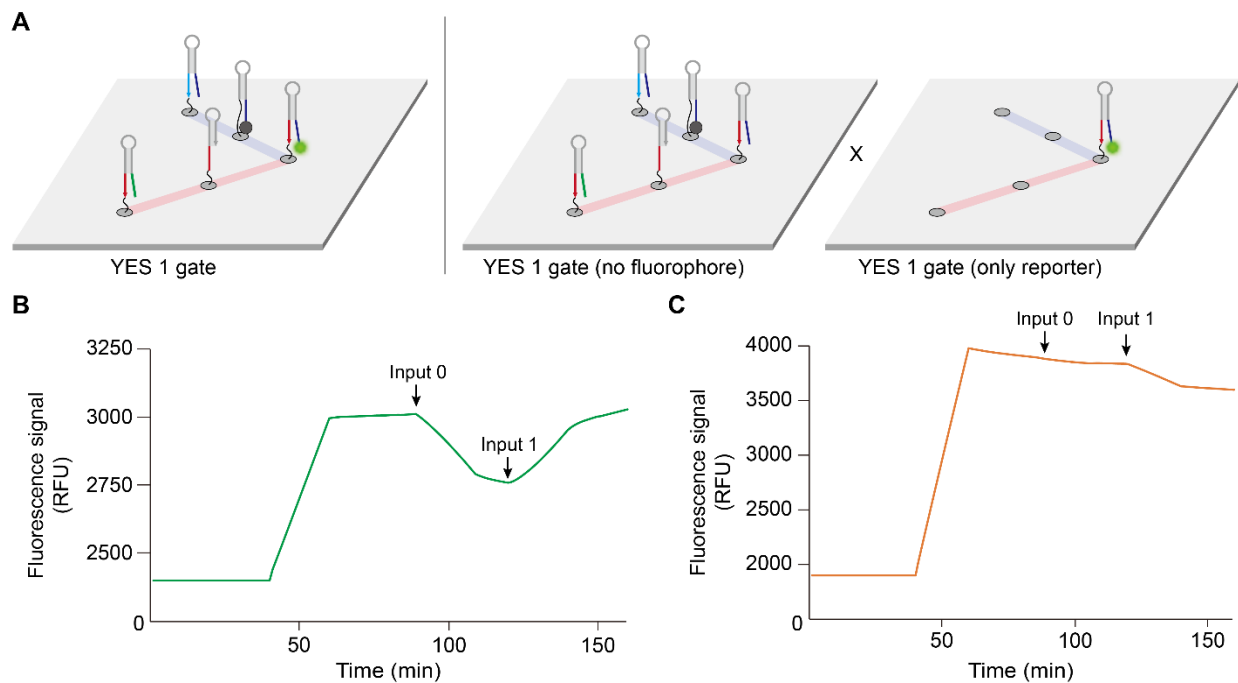 A
YES 1 gate
YES 1 gate (no fluorophore)
X
YES 1 gate (only reporter)
B
Fluorescence signal
(RFU)
3250
3000
2750
2500
0
Input 0
Input 1
50
100
150
Time (min)
C
Fluorescence signal
(RFU)
4000
3500
3000
2000
0
Input 0
Input 1
50
100
150
Time (min)